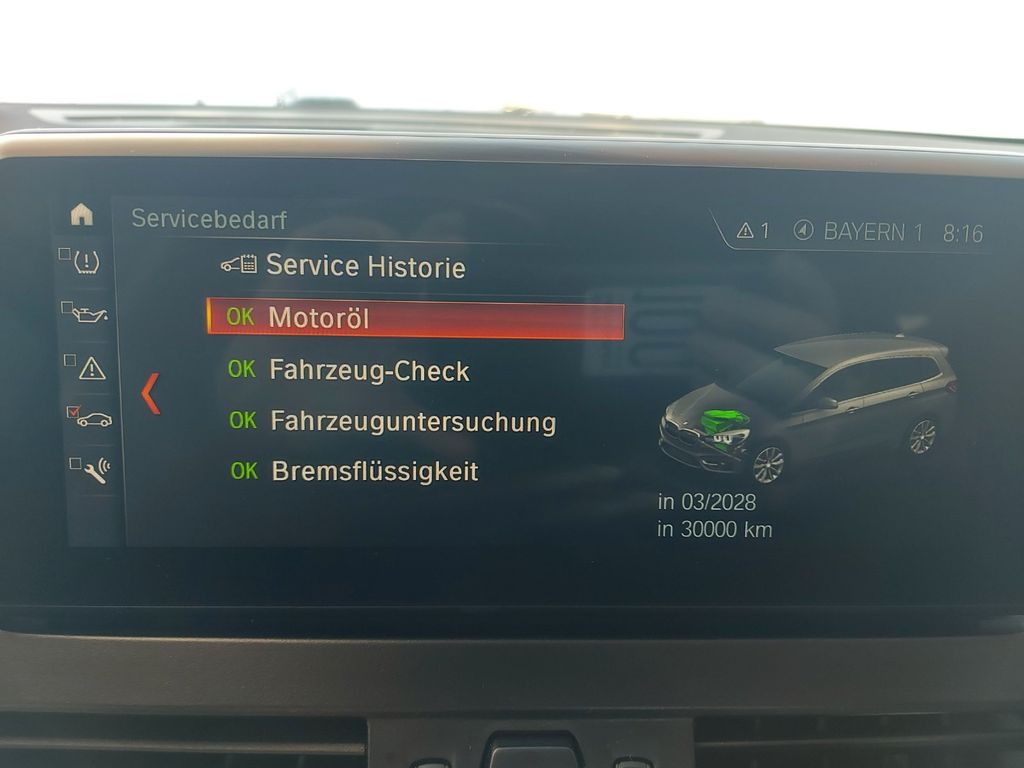 Servicebedarf
1 BAYERN 1 8:16
Service Historie
OK Motoröl
OK Fahrzeug-Check
OK Fahrzeuguntersuchung
OK Bremsflüssigkeit
in 03/2028
in 30000 km